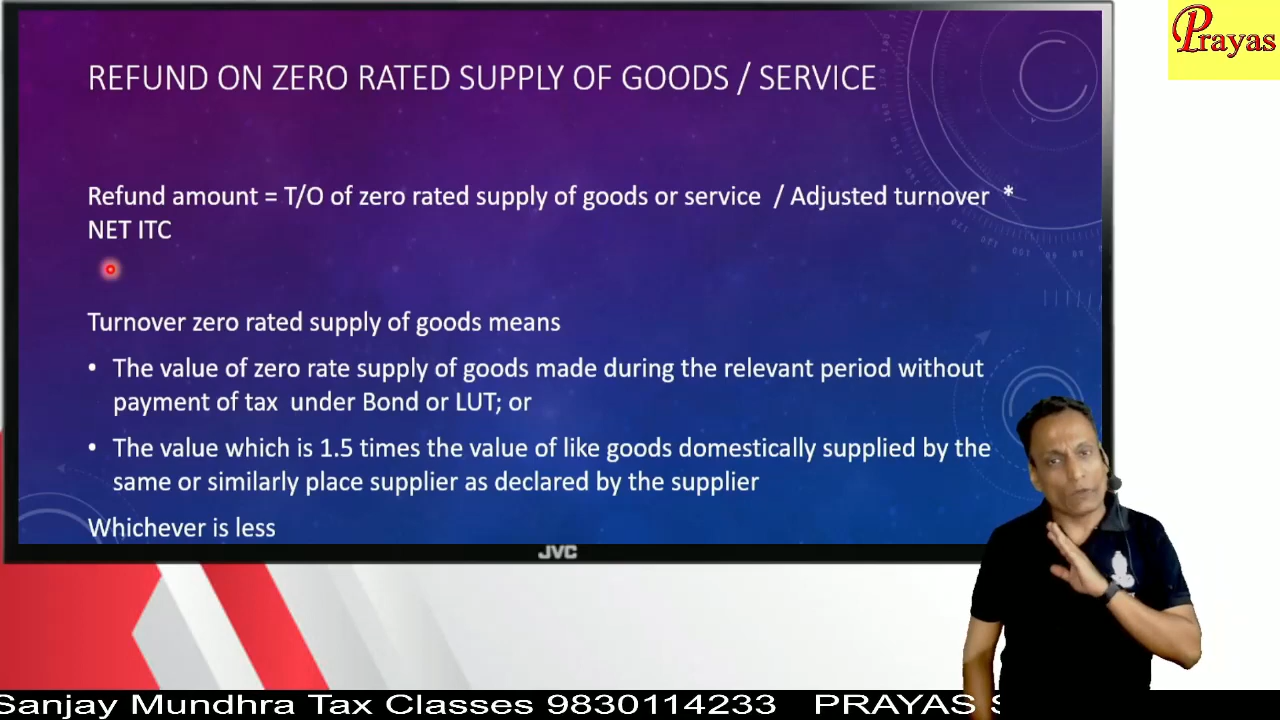 Prayas
REFUND ON ZERO RATED SUPPLY OF GOODS / SERVICE
Refund amount = T/O of zero rated supply of goods or service / Adjusted turnover *
NET ITC
Turnover zero rated supply of goods means
• The value of zero rate supply of goods made during the relevant period without
payment of tax under Bond or LUT; or
• The value which is 1.5 times the value of like goods domestically supplied by the
same or similarly place supplier as declared by the supplier
Whichever is less
JVC
Sanjay Mundhra Tax Classes 9830114233 PRAYAS